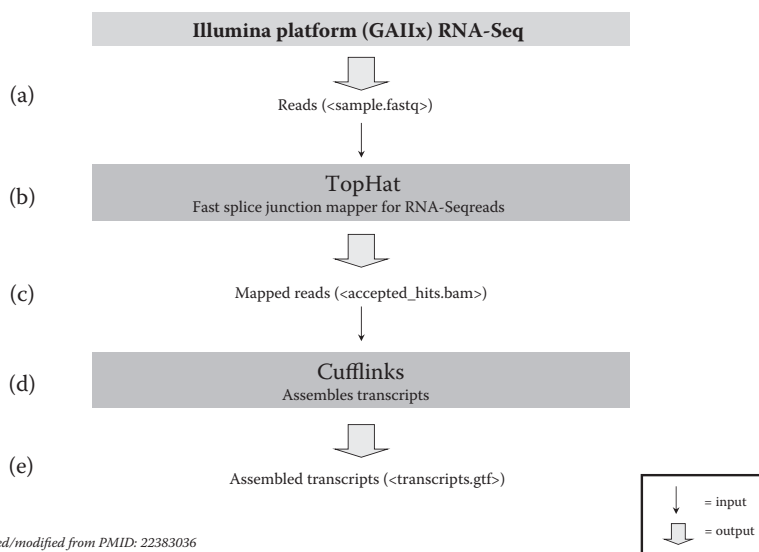 Illumina platform (GAIIx) RNA-Seq
(a)
Reads (<sample.fastq>)
(b)
TopHat
Fast splice junction mapper for RNA-Seqreads
(c)
Mapped reads (<accepted_hits.bam>)
(d)
Cufflinks
Assembles transcripts
(e)
Assembled transcripts (<transcripts.gtf>)
= input
= output
ed/modified from PMID: 22383036